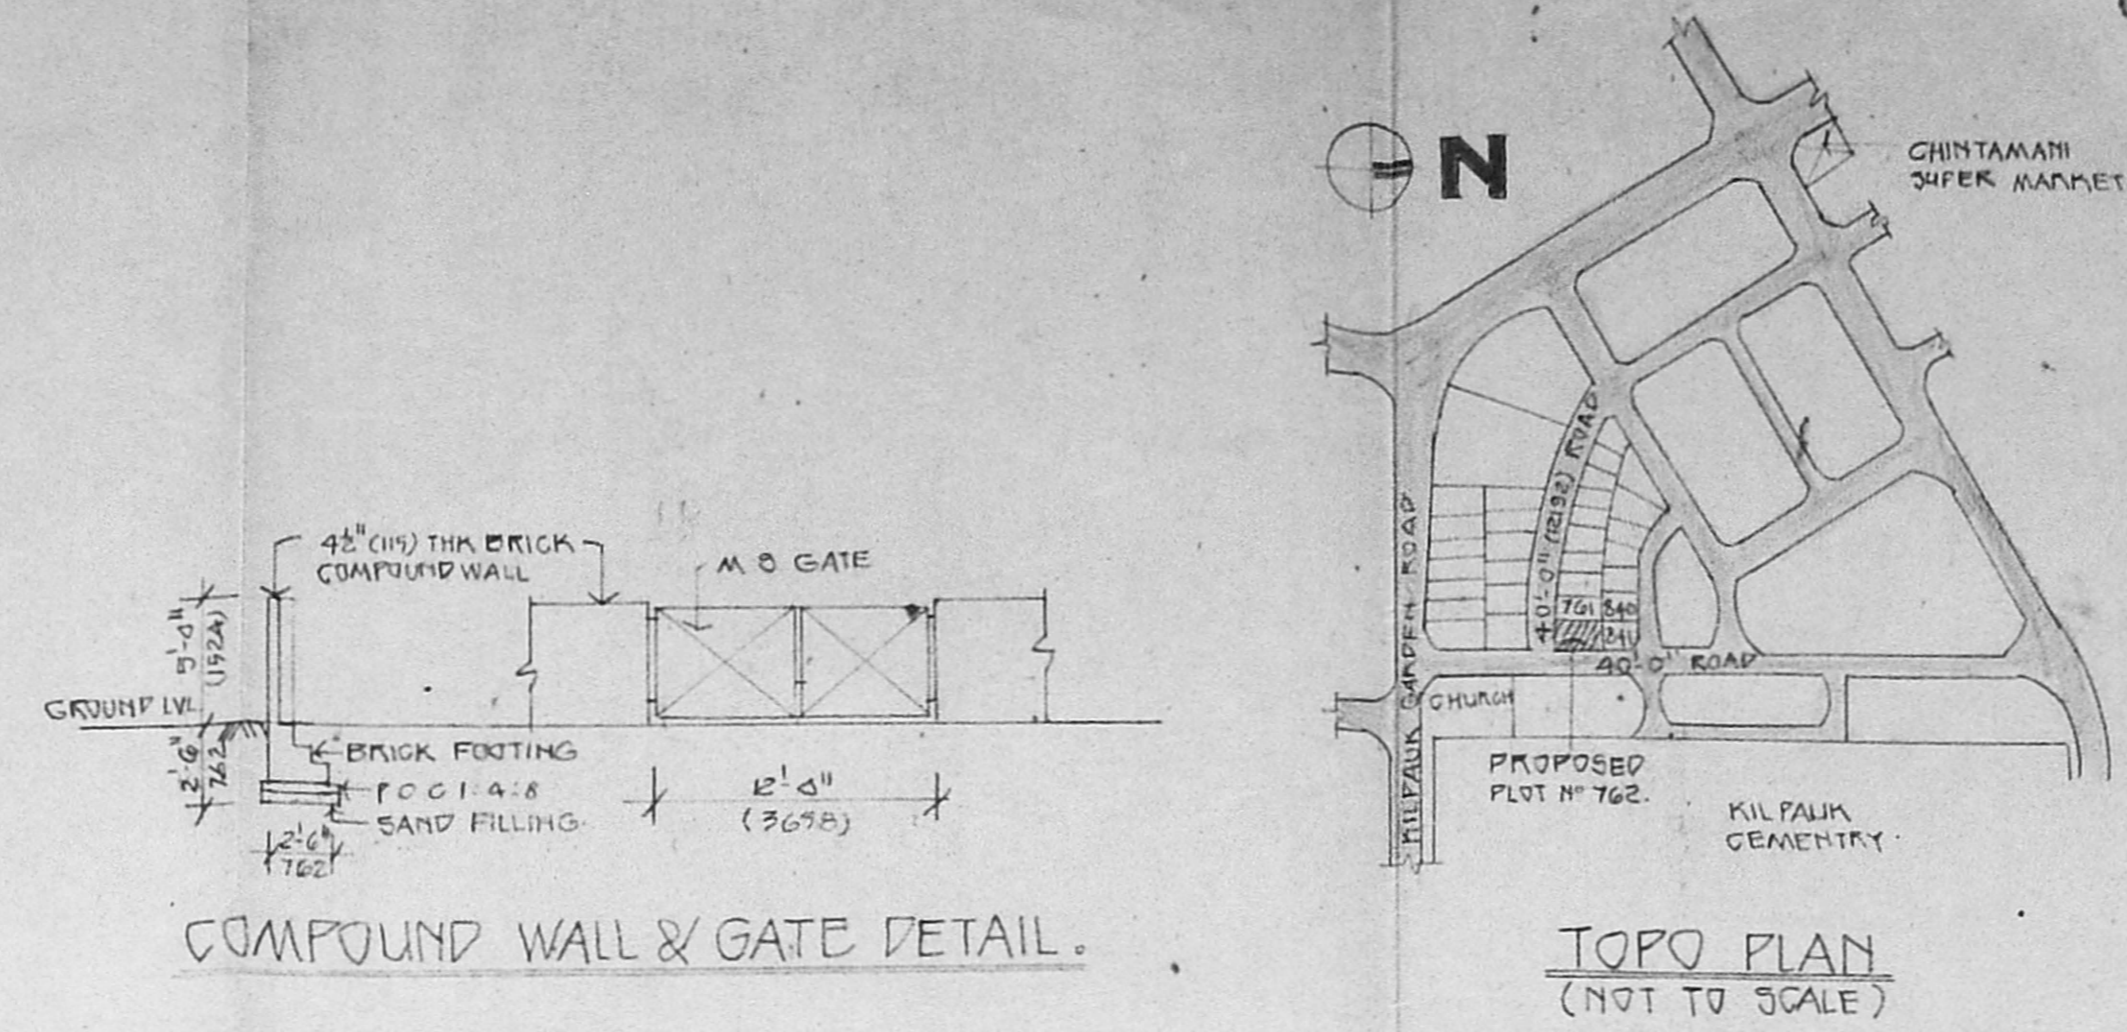 4½" (115) THK BRICK
COMPOUND WALL
M S GATE
5'-0"
(1524)
GROUND LVL
2'-6"
762
BRICK FOOTING
P C C 1:4:8
SAND FILLING
2'-6"
762
12'-0"
(3658)
COMPOUND WALL & GATE DETAIL.
N
CHINTAMANI
SUPER MARKET
KILPAUK GARDEN ROAD
40'-0" (12192) ROAD
761 840
841
40'-0" ROAD
CHURCH
PROPOSED
PLOT Nº 762.
KILPAUK
CEMENTRY.
TOPO PLAN
(NOT TO SCALE)